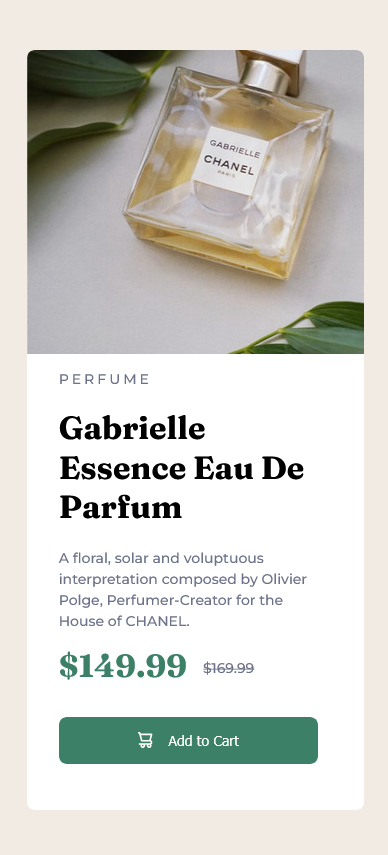 GABRIELLE
CHANEL
PARIS
PERFUME
Gabrielle
Essence Eau De
Parfum
A floral, solar and voluptuous
interpretation composed by Olivier
Polge, Perfumer-Creator for the
House of CHANEL.
$149.99 $169.99
Add to Cart